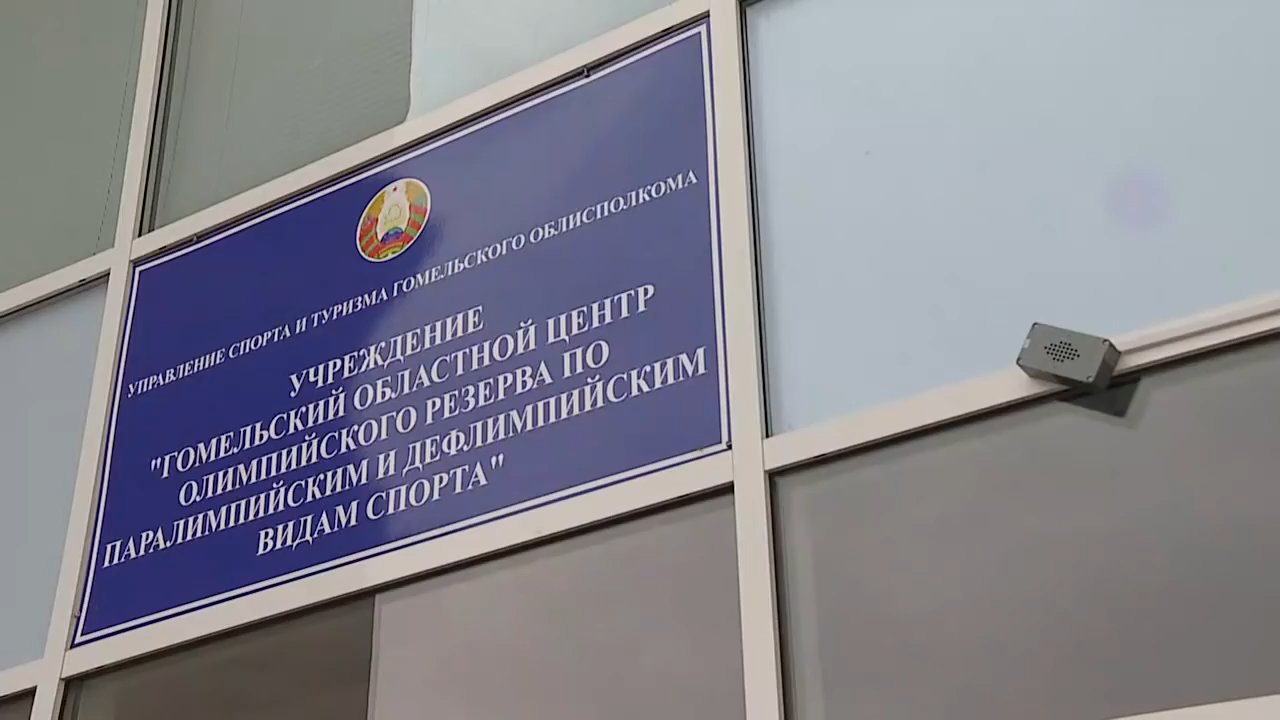 УПРАВЛЕНИЕ СПОРТА И ТУРИЗМА ГОМЕЛЬСКОГО ОБЛИСПОЛКОМА
УЧРЕЖДЕНИЕ
"ГОМЕЛЬСКИЙ ОБЛАСТНОЙ ЦЕНТР
ОЛИМПИЙСКОГО РЕЗЕРВА ПО
ПАРАЛИМПИЙСКИМ И ДЕФЛИМПИЙСКИМ
ВИДАМ СПОРТА"